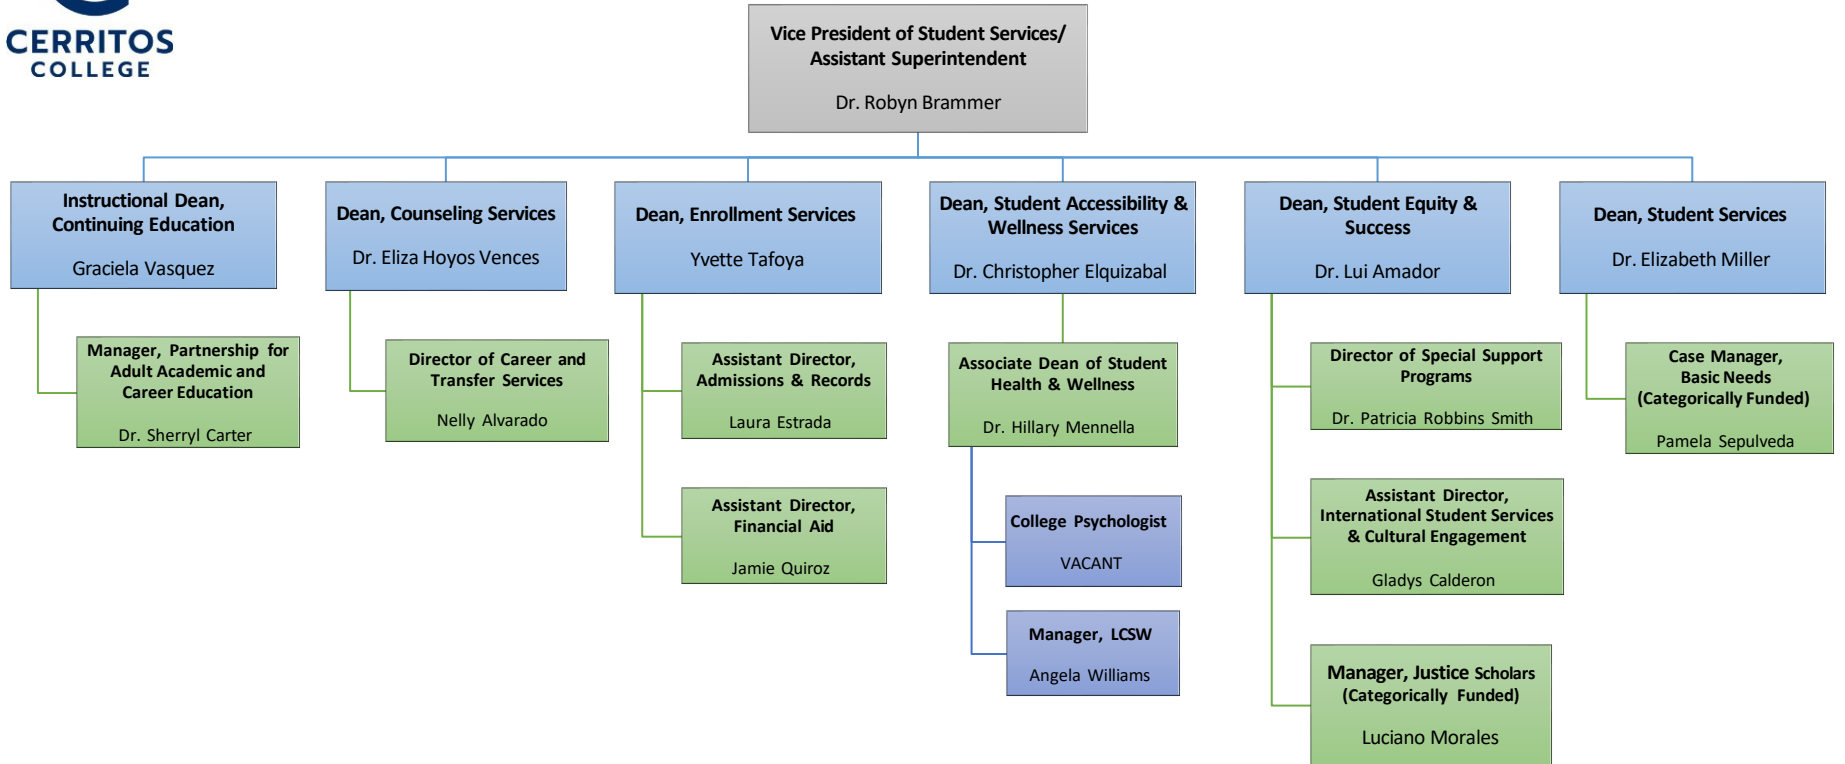 CERRITOS
COLLEGE
Vice President of Student Services/
Assistant Superintendent
Dr. Robyn Brammer
Instructional Dean,
Continuing Education
Graciela Vasquez
Dean, Counseling Services
Dr. Eliza Hoyos Vences
Dean, Enrollment Services
Yvette Tafoya
Dean, Student Accessibility &
Wellness Services
Dr. Christopher Elquizabal
Dean, Student Equity &
Success
Dr. Lui Amador
Dean, Student Services
Dr. Elizabeth Miller
Manager, Partnership for
Adult Academic and
Career Education
Dr. Sherryl Carter
Director of Career and
Transfer Services
Nelly Alvarado
Assistant Director,
Admissions & Records
Laura Estrada
Assistant Director,
Financial Aid
Jamie Quiroz
Associate Dean of Student
Health & Wellness
Dr. Hillary Mennella
College Psychologist
VACANT
Manager, LCSW
Angela Williams
Director of Special Support
Programs
Dr. Patricia Robbins Smith
Assistant Director,
International Student Services
& Cultural Engagement
Gladys Calderon
Manager, Justice Scholars
(Categorically Funded)
Luciano Morales
Case Manager,
Basic Needs
(Categorically Funded)
Pamela Sepulveda